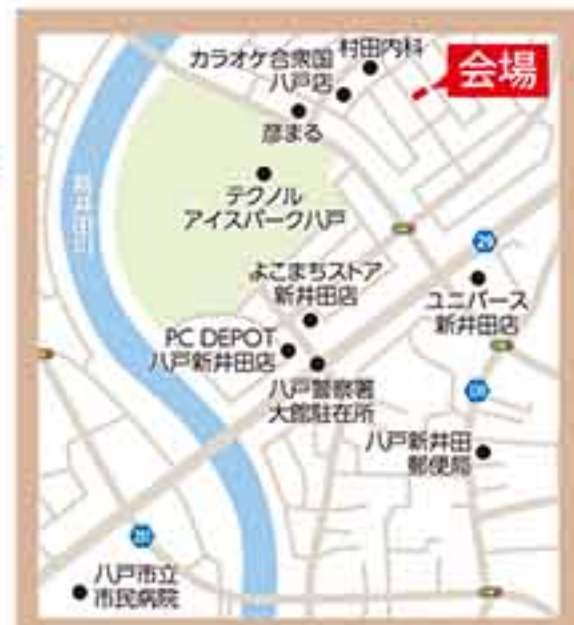 村田内科
カラオケ合衆国
八戸店
会場
彦まる
テクノル
アイスパーク八戸
29
よこまちストア
新井田店
ユニバース
新井田店
PC DEPOT
八戸新井田店
八戸警察署
大館駐在所
八戸新井田
郵便局
八戸市立
市民病院